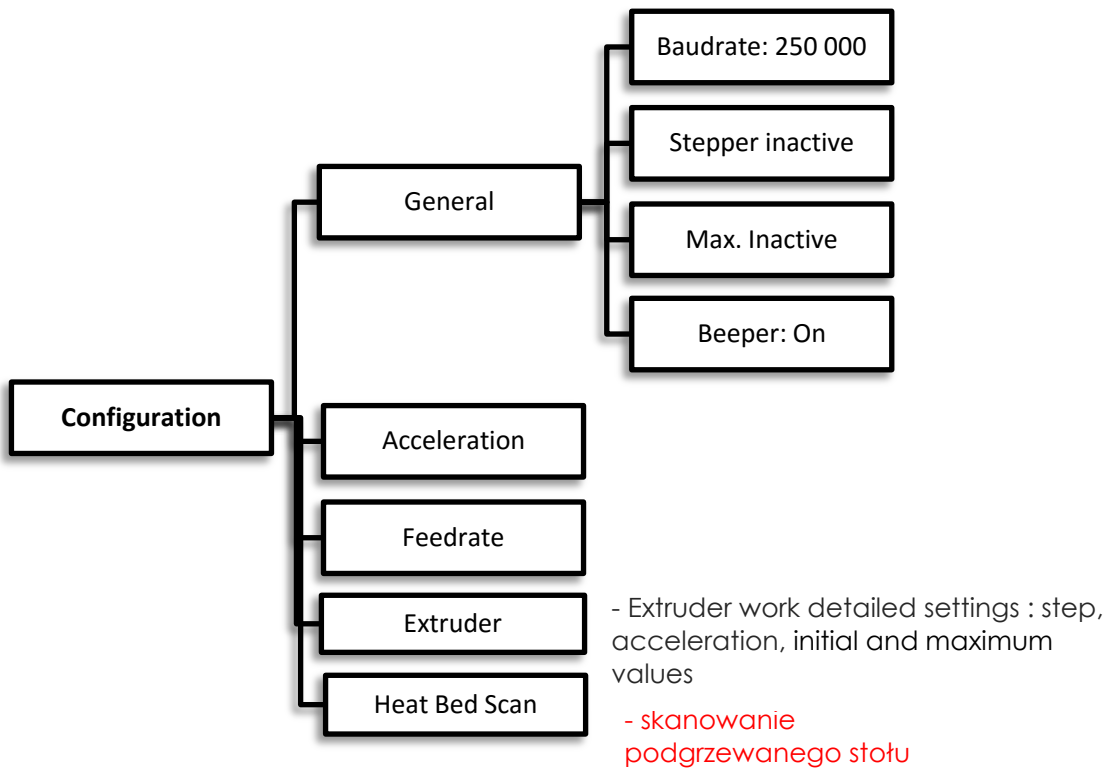 Baudrate: 250 000
Stepper inactive
General
Max. Inactive
Beeper: On
Configuration
Acceleration
Feedrate
Extruder
- Extruder work detailed settings : step,
acceleration, initial and maximum
values
Heat Bed Scan
- skanowanie
podgrzewanego stołu